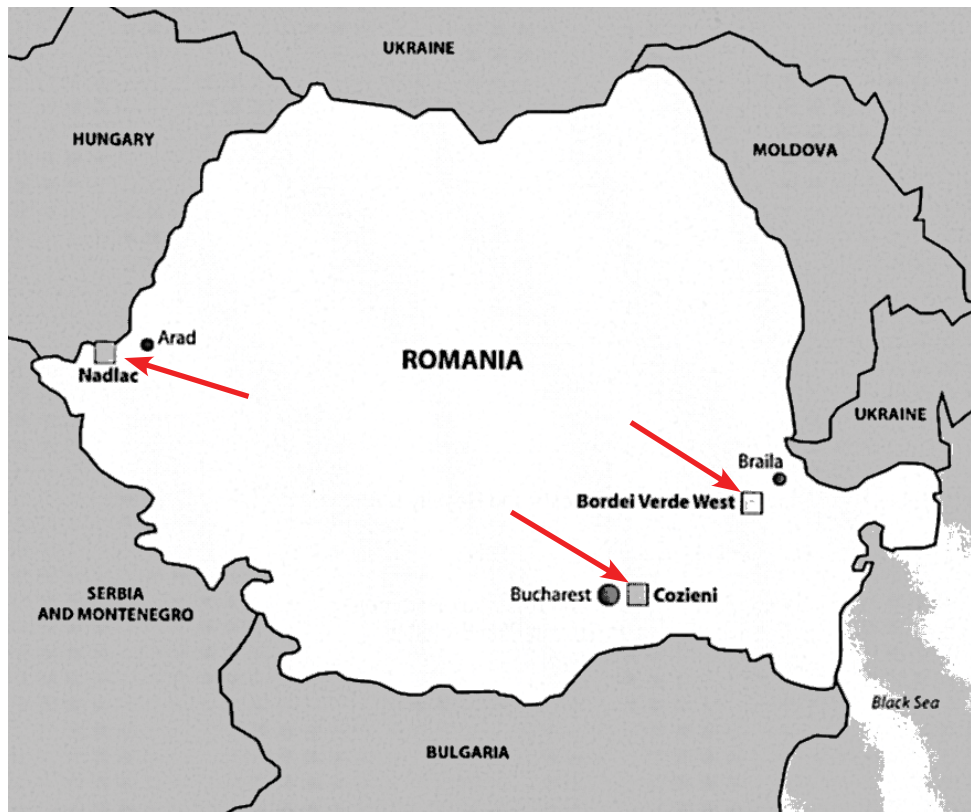 UKRAINE
HUNGARY
MOLDOVA
Arad
Nadlac
ROMANIA
UKRAINE
Braila
Bordei Verde West
Bucharest
Cozieni
SERBIA
AND MONTENEGRO
Black Sea
BULGARIA